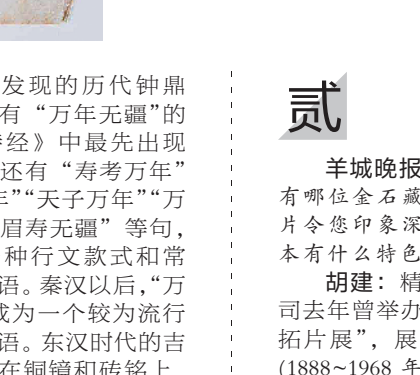 发现的历代钟鼎
有“万年无疆”的
经》中最先出现
还有“寿考万年”
”“天子万年”“万
眉寿无疆”等句，
种行文款式和常
语。秦汉以后，“万
成为一个较为流行
语。东汉时代的吉
在铜镜和砖铭上
贰
羊城晚报
有哪位金石藏
片令您印象深
本有什么特色
胡建：精
司去年曾举办
拓片展”，展
(1888~1968 年